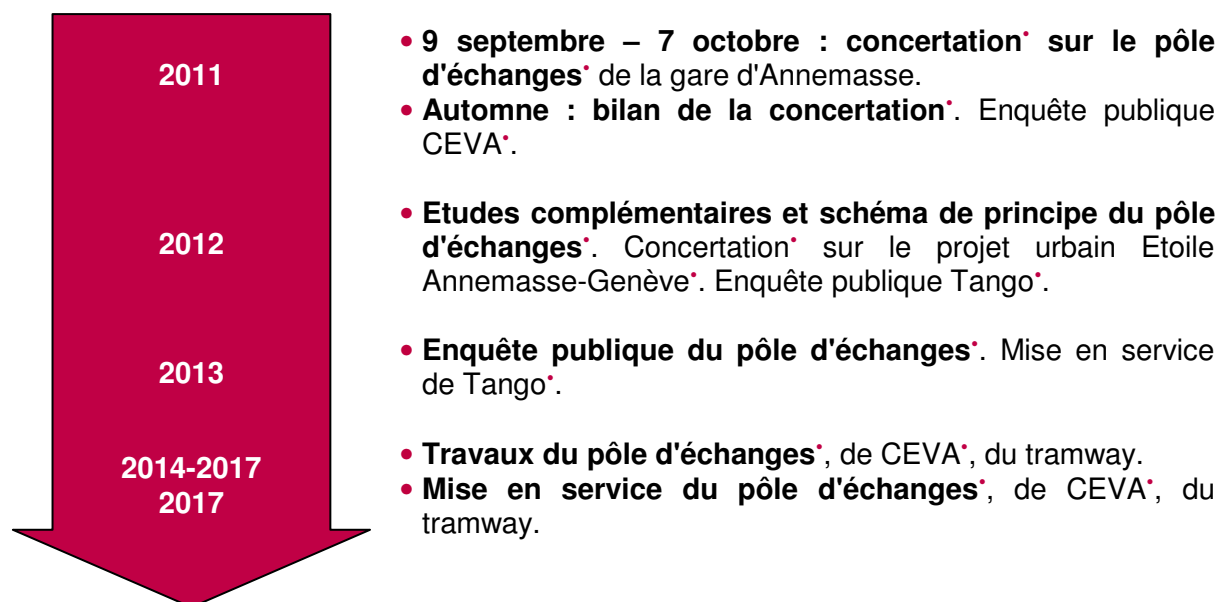 2011
• 9 septembre – 7 octobre : concertation• sur le pôle
d'échanges• de la gare d'Annemasse.
• Automne : bilan de la concertation•. Enquête publique
CEVA•.
2012
• Etudes complémentaires et schéma de principe du pôle
d'échanges•. Concertation• sur le projet urbain Etoile
Annemasse-Genève•. Enquête publique Tango•.
2013
• Enquête publique du pôle d'échanges•. Mise en service
de Tango•.
2014-2017
• Travaux du pôle d'échanges•, de CEVA•, du tramway.
2017
• Mise en service du pôle d'échanges•, de CEVA•, du
tramway.